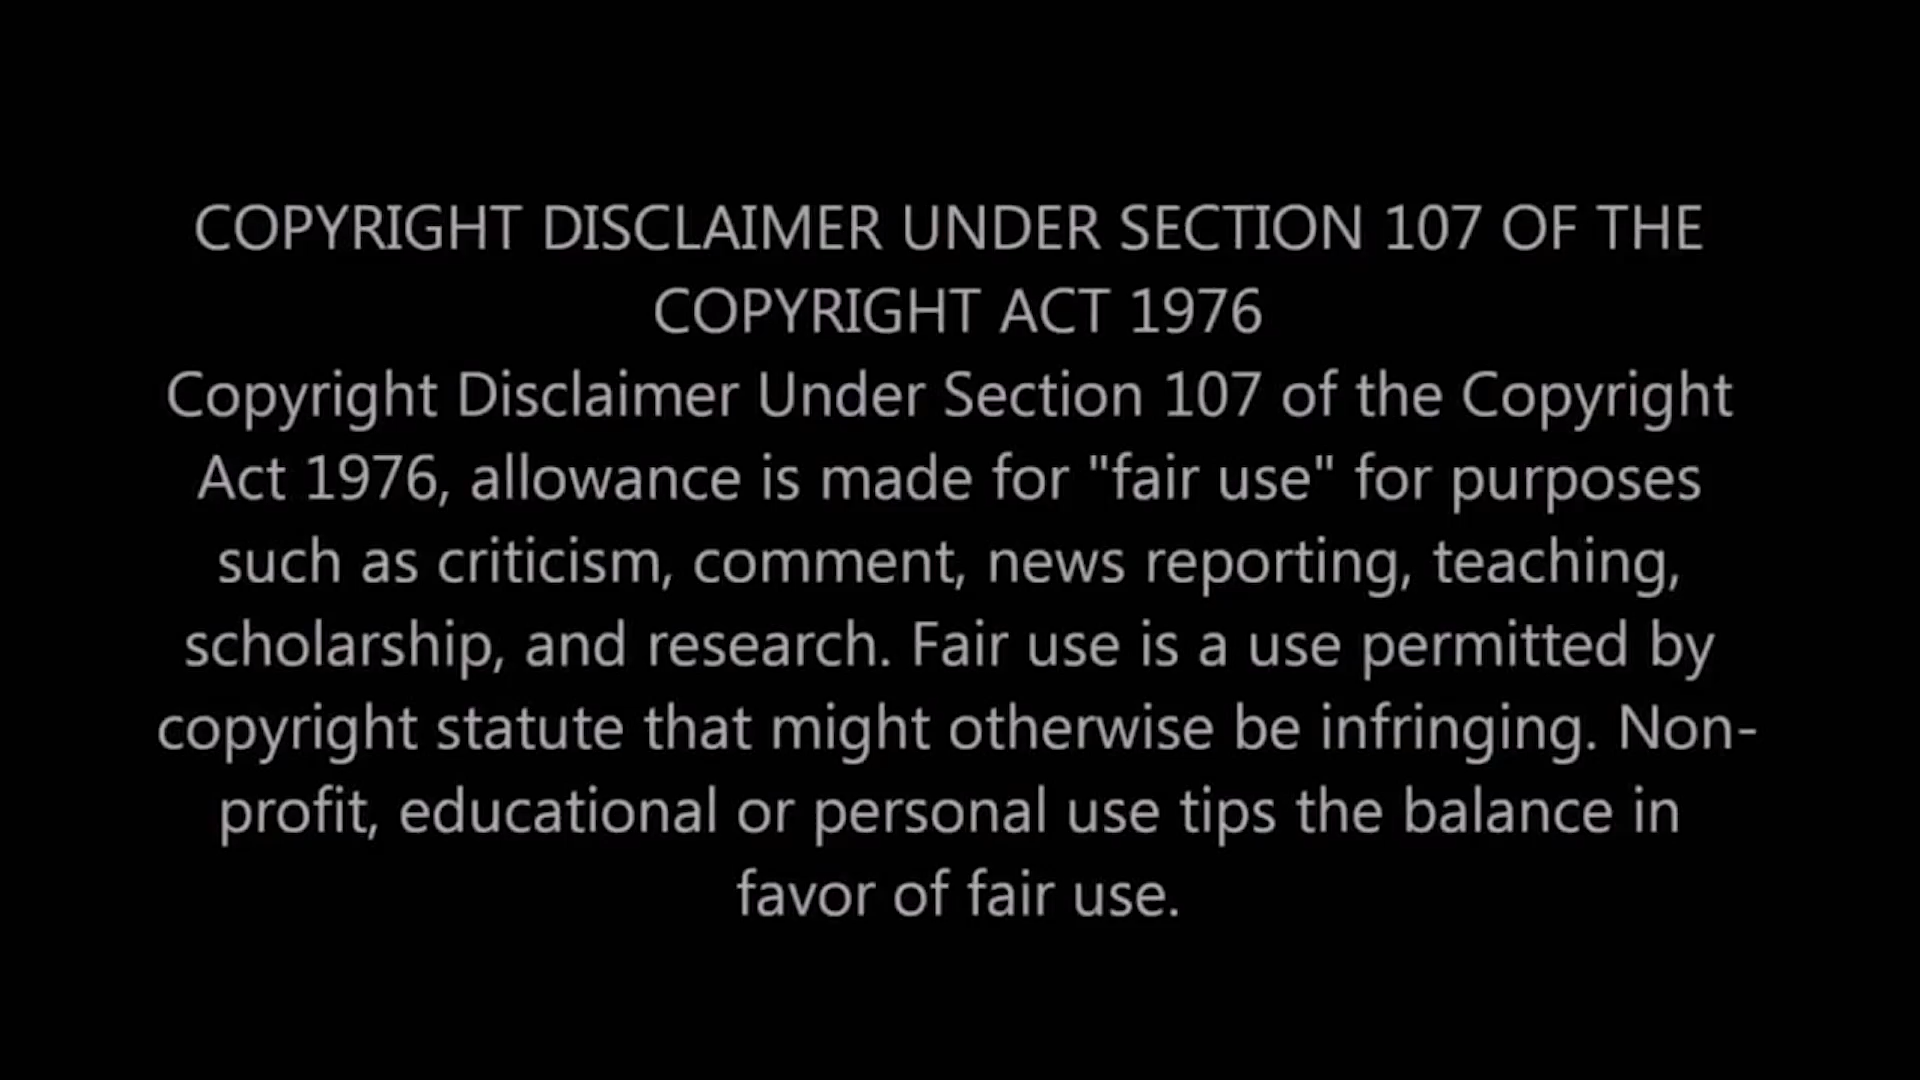 COPYRIGHT DISCLAIMER UNDER SECTION 107 OF THE
COPYRIGHT ACT 1976
Copyright Disclaimer Under Section 107 of the Copyright
Act 1976, allowance is made for "fair use" for purposes
such as criticism, comment, news reporting, teaching,
scholarship, and research. Fair use is a use permitted by
copyright statute that might otherwise be infringing. Non-
profit, educational or personal use tips the balance in
favor of fair use.